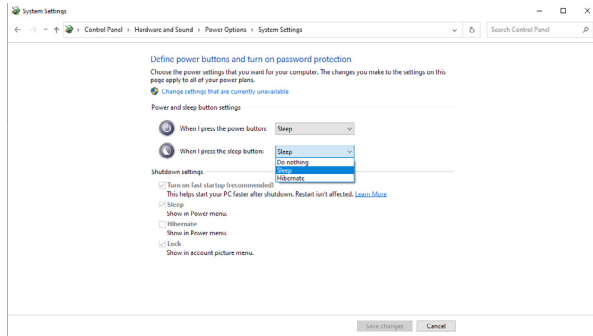 System Settings
Control Panel > Hardware and Sound > Power Options > System Settings
Search Control Panel
Define power buttons and turn on password protection
Choose the power settings that you want for your computer. The changes you make to the settings on this
page apply to all of your power plans.
Change settings that are currently unavailable
Power and sleep button settings
When I press the power button: Sleep
When I press the sleep button: Sleep
Do nothing
Sleep
Hibernate
Shutdown settings
Turn on fast startup (recommended)
This helps start your PC faster after shutdown. Restart isn't affected. Learn More
Sleep
Show in Power menu.
Hibernate
Show in Power menu.
Lock
Show in account picture menu.
Save changes Cancel